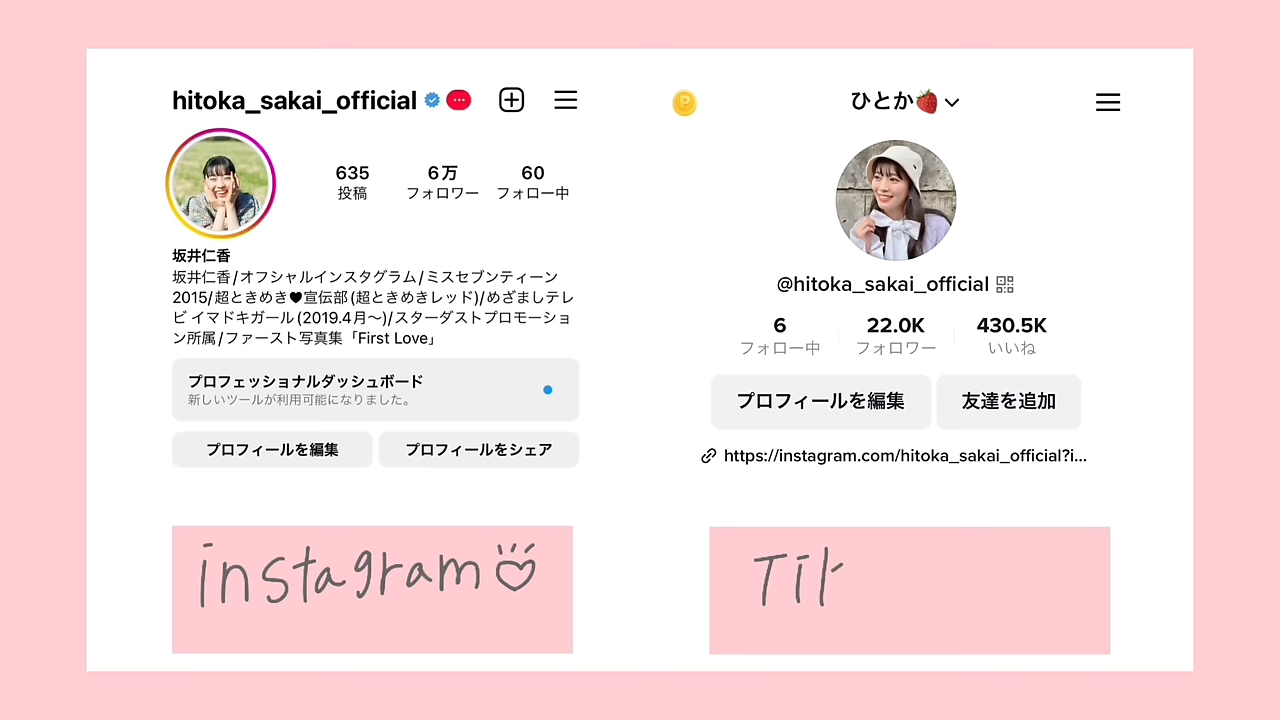 hitoka_sakai_official
635
投稿
6万
フォロワー
60
フォロー中
坂井仁香
坂井仁香/オフシャルインスタグラム/ミスセブンティーン
2015/超ときめき♥宣伝部(超ときめきレッド)/めざましテレ
ビ イマドキガール(2019.4月〜)/スターダストプロモーショ
ン所属/ファースト写真集「First Love」
プロフェッショナルダッシュボード
新しいツールが利用可能になりました。
プロフィールを編集
プロフィールをシェア
instagram
P
ひとか🍓
@hitoka_sakai_official
6
フォロー中
22.0K
フォロワー
430.5K
いいね
プロフィールを編集
友達を追加
https://instagram.com/hitoka_sakai_official?i...
Tik